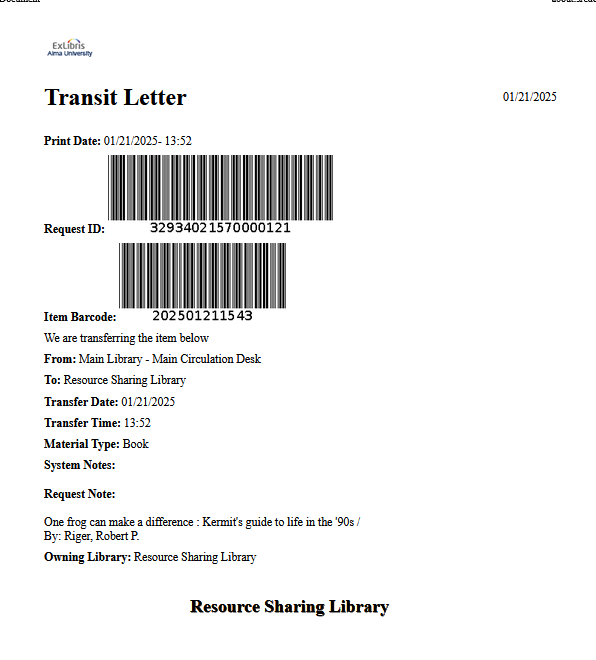 ExLibris
Alma University
Transit Letter
01/21/2025
Print Date: 01/21/2025- 13:52
Request ID: 32934021570000121
Item Barcode: 202501211543
We are transferring the item below
From: Main Library - Main Circulation Desk
To: Resource Sharing Library
Transfer Date: 01/21/2025
Transfer Time: 13:52
Material Type: Book
System Notes:
Request Note:
One frog can make a difference : Kermit's guide to life in the '90s /
By: Riger, Robert P.
Owning Library: Resource Sharing Library
Resource Sharing Library